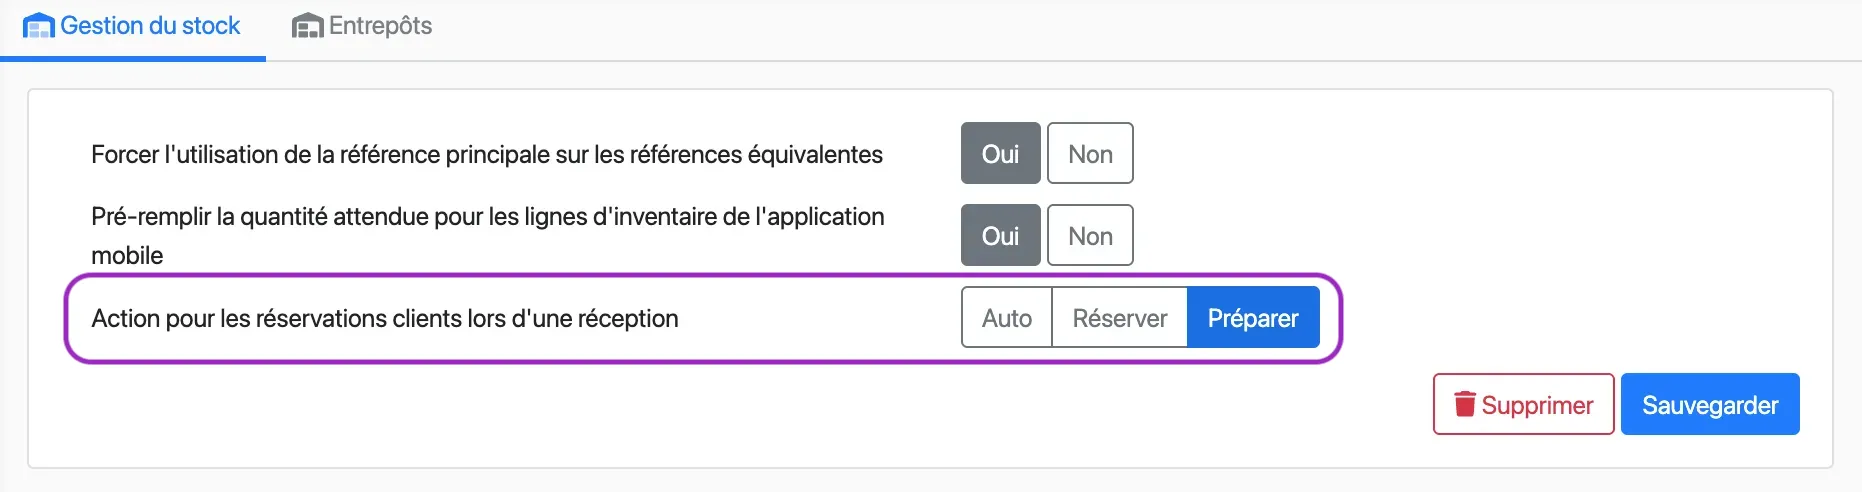 Gestion du stock
Entrepôts
Forcer l'utilisation de la référence principale sur les références équivalentes
Oui
Non
Pré-remplir la quantité attendue pour les lignes d'inventaire de l'application
mobile
Oui
Non
Action pour les réservations clients lors d'une réception
Auto
Réserver
Préparer
Supprimer
Sauvegarder